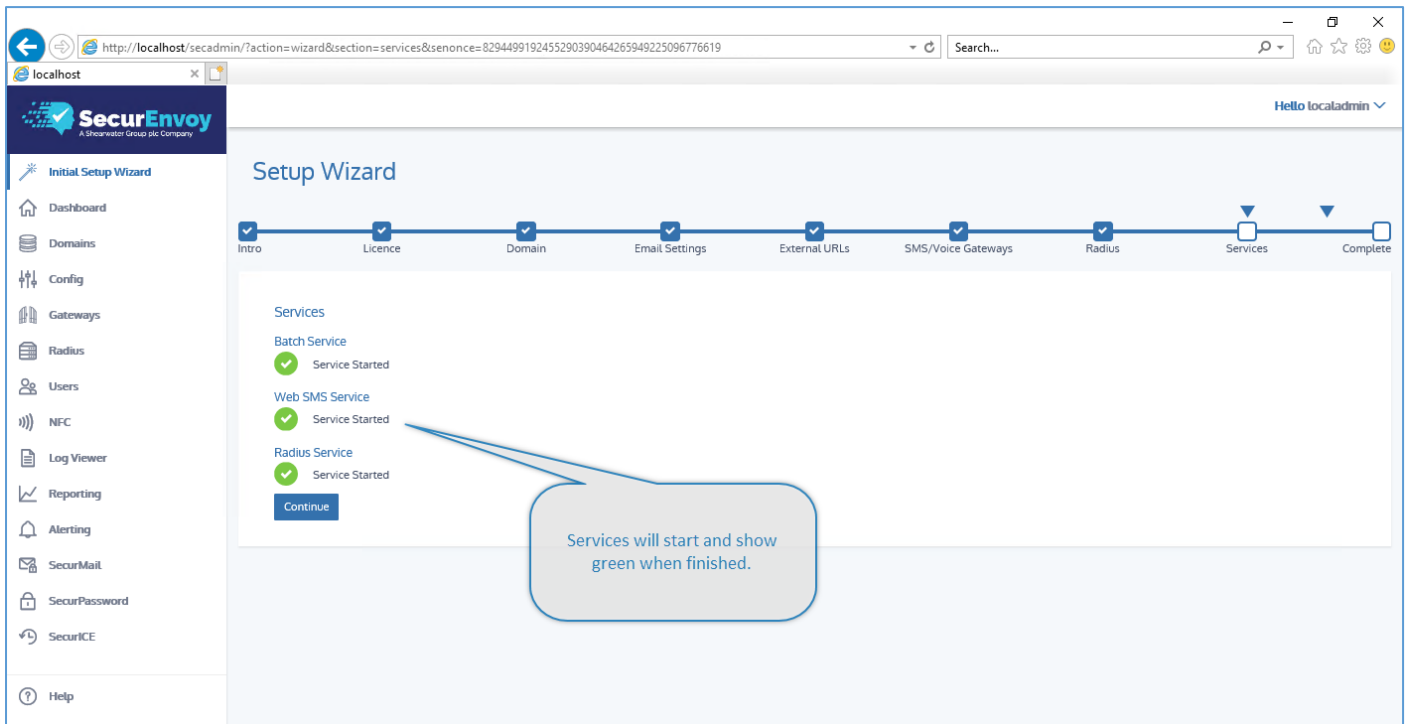 http://localhost/secadmin/?action=wizard&section=services&senonce=82944991924552903904642659492250967766​19
Search...
localhost
SecurEnvoy
A Shearwater Group plc Company
Hello localadmin
Initial Setup Wizard
Dashboard
Domains
Config
Gateways
Radius
Users
NFC
Log Viewer
Reporting
Alerting
SecurMail
SecurPassword
SecurICE
Help
Setup Wizard
Intro Licence Domain Email Settings External URLs SMS/Voice Gateways Radius Services Complete
Services
Batch Service
Service Started
Web SMS Service
Service Started
Radius Service
Service Started
Continue
Services will start and show
green when finished.